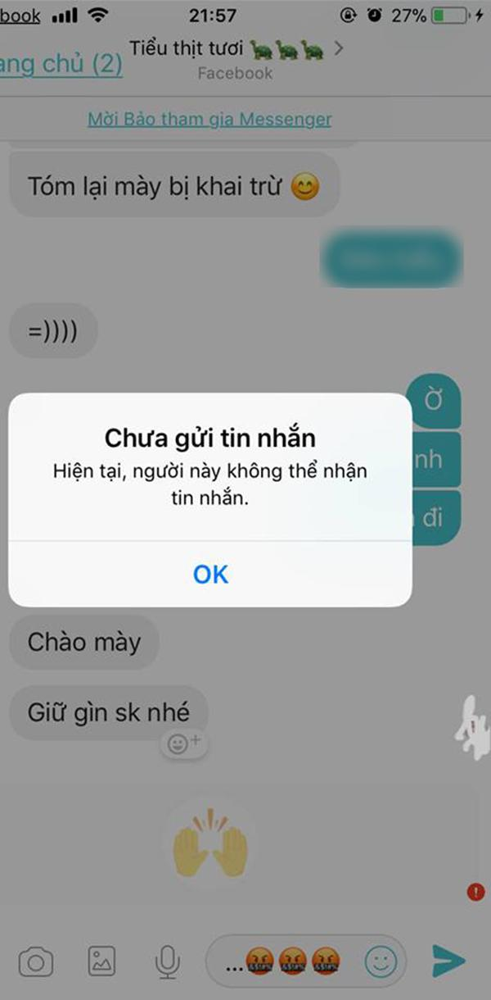 book 21:57 27%
ang chủ (2) Tiểu thịt tươi 🐢🐢🐢
Facebook
Mời Bảo tham gia Messenger
Tóm lại mày bị khai trừ 😊
=))))
Ờ
Chưa gửi tin nhắn
Hiện tại, người này không thể nhận
tin nhắn.
nh
đi
OK
Chào mày
Giữ gìn sk nhé
...🤬🤬🤬